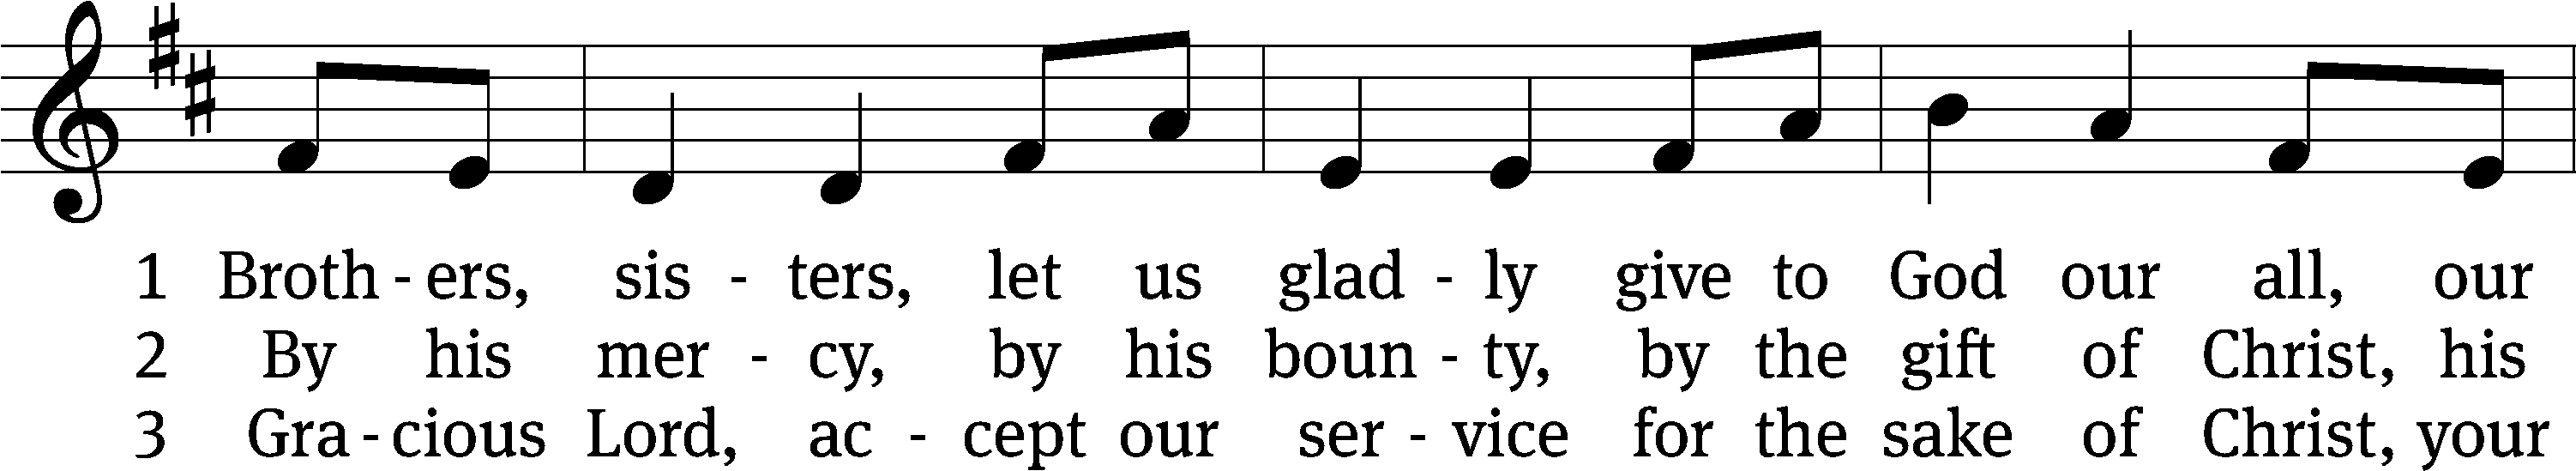 1 Broth - ers, sis - ters, let us glad - ly give to God our all, our
2 By his mer - cy, by his boun - ty, by the gift of Christ, his
3 Gra - cious Lord, ac - cept our ser - vice for the sake of Christ, your